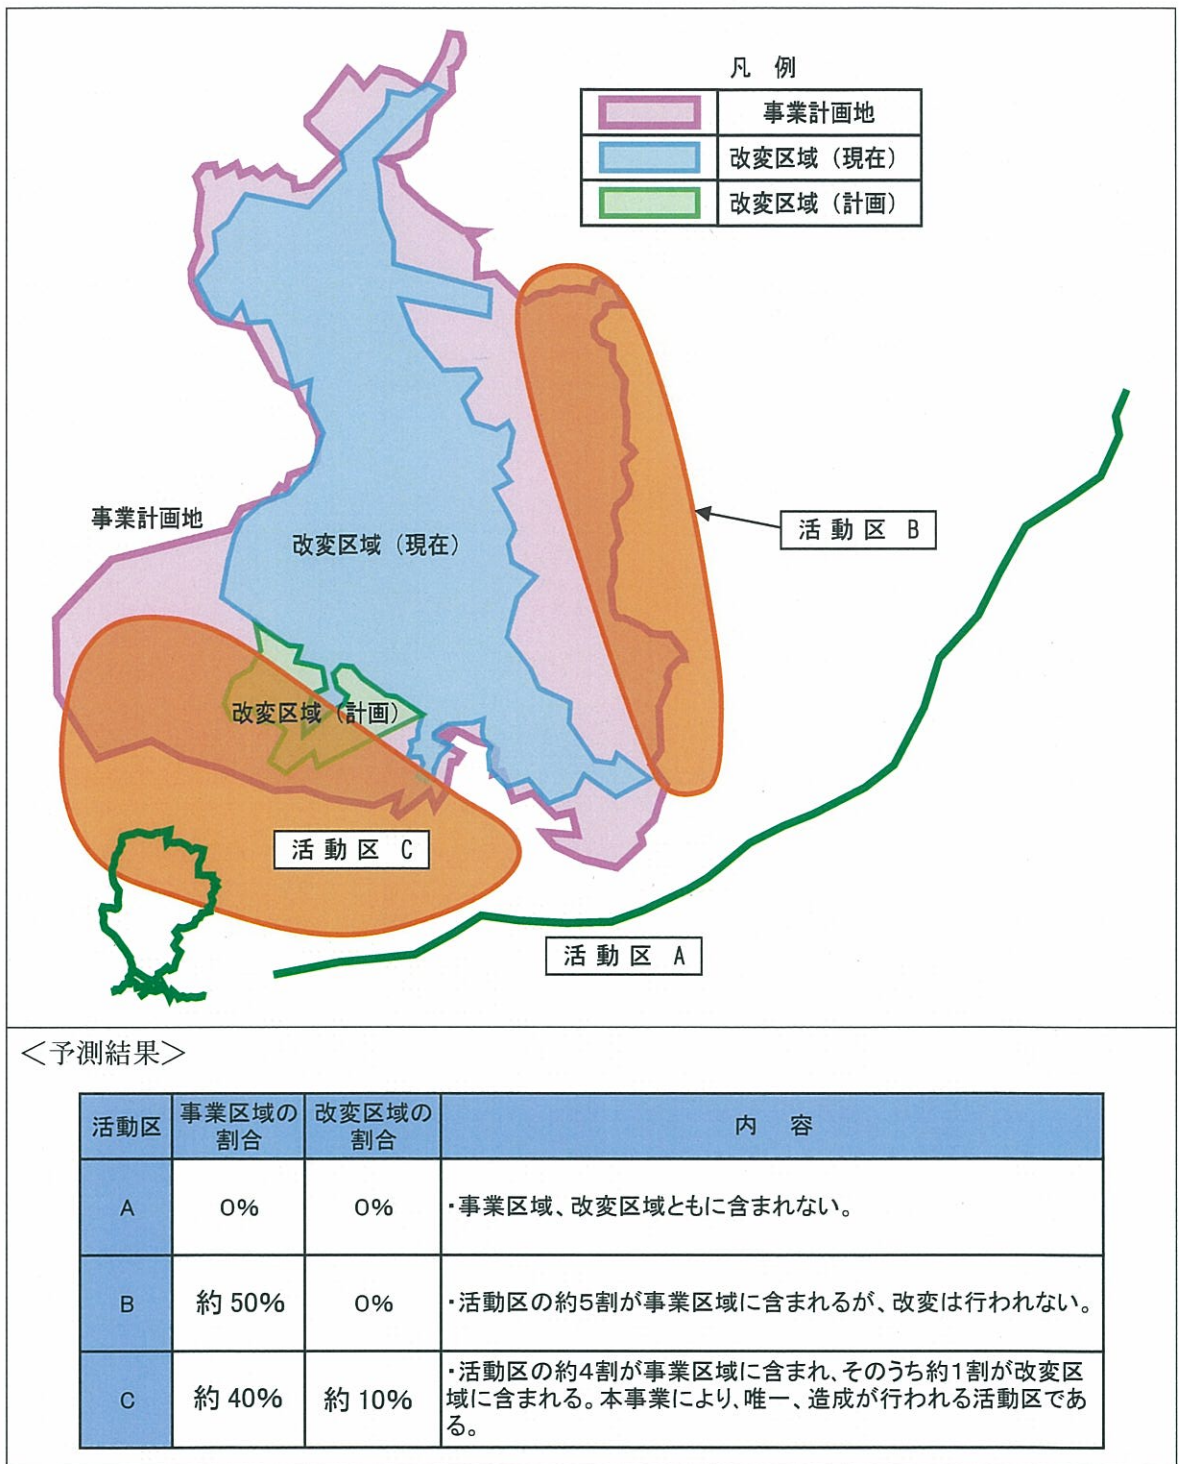 凡 例
事業計画地
改変区域（現在）
改変区域（計画）
事業計画地
改変区域（現在）
活動区 B
改変区域（計画）
活動区 C
活動区 A
＜予測結果＞
活動区
事業区域の
割合
改変区域の
割合
内 容
A
0%
0%
・事業区域、改変区域ともに含まれない。
B
約50%
0%
・活動区の約5割が事業区域に含まれるが、改変は行われない。
C
約40%
約10%
・活動区の約4割が事業区域に含まれ、そのうち約1割が改変区
域に含まれる。本事業により、唯一、造成が行われる活動区であ
る。